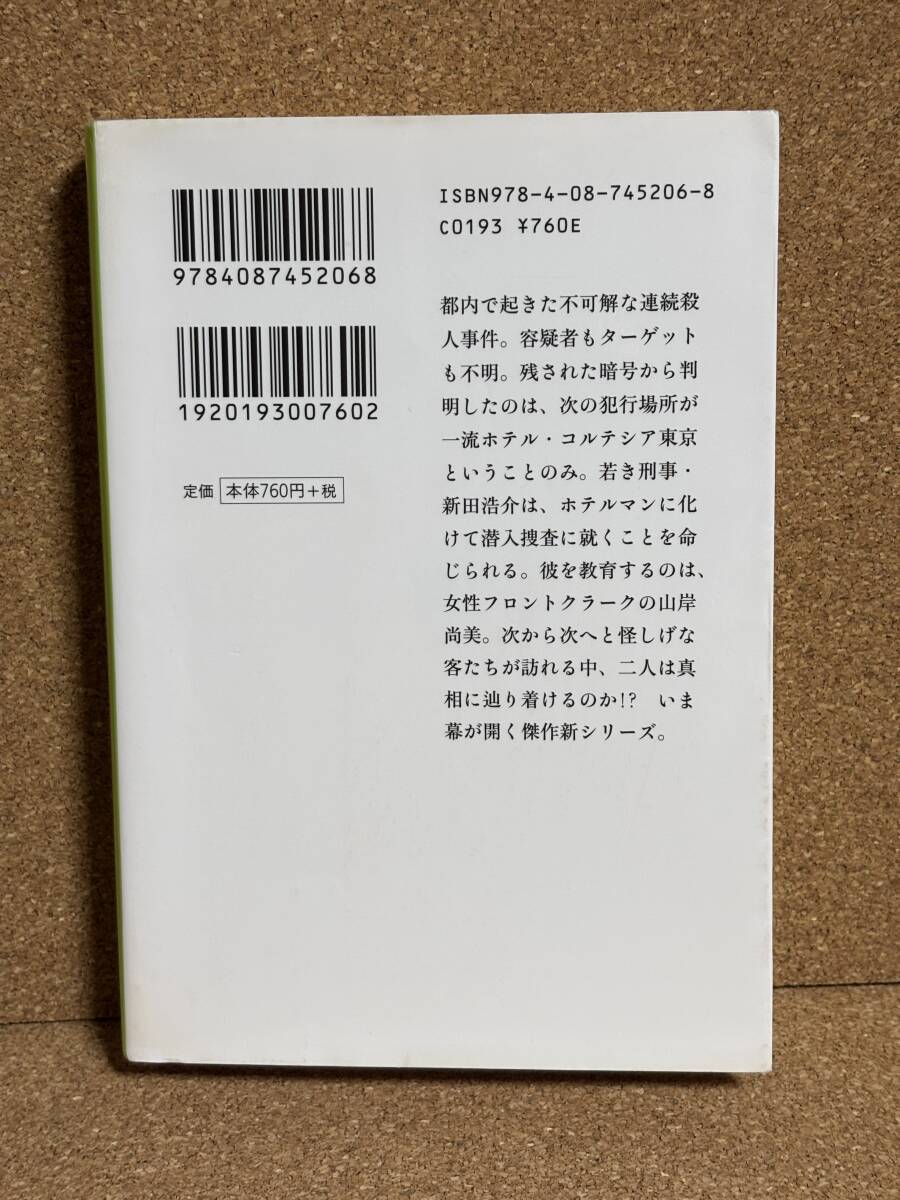 9784087452068
1920193007602
定価 本体760円+税
ISBN978-4-08-745206-8
C0193 ¥760E
都内で起きた不可解な連続殺
人事件。容疑者もターゲット
も不明。残された暗号から判
明したのは、次の犯行場所が
一流ホテル・コルテシア東京
ということのみ。若き刑事・
新田浩介は、ホテルマンに化
けて潜入捜査に就くことを命
じられる。彼を教育するのは、
女性フロントクラークの山岸
尚美。次から次へと怪しげな
客たちが訪れる中、二人は真
相に辿り着けるのか!?　いま
幕が開く傑作新シリーズ。